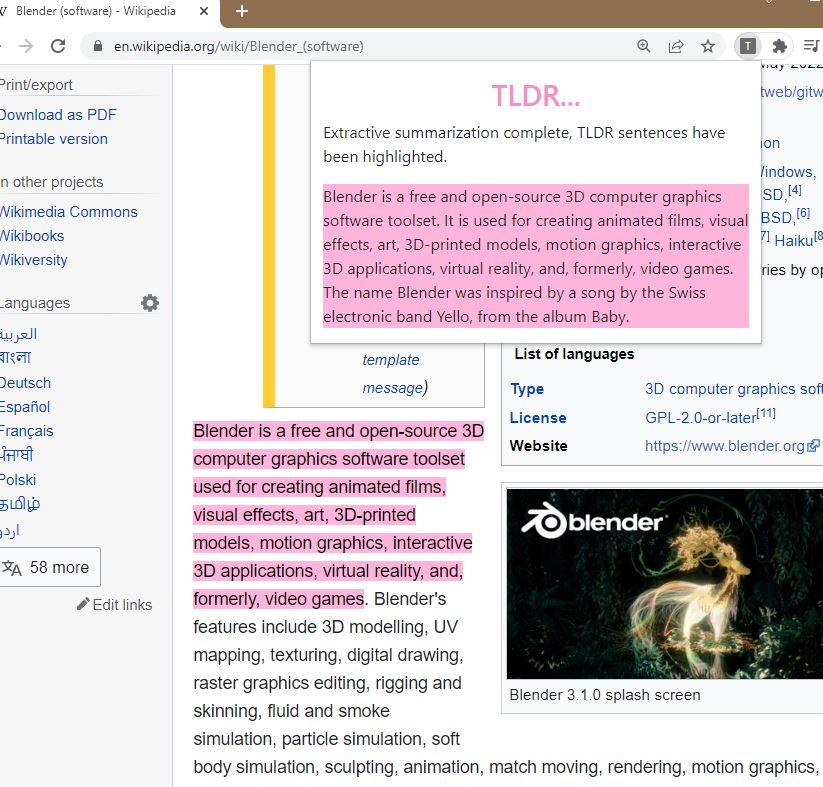 Blender (software) - Wikipedia
en.wikipedia.org/wiki/Blender_(software)
T
Print/export
Download as PDF
Printable version
In other projects
Wikimedia Commons
Wikibooks
Wikiversity
Languages
العربية
বাংলা
Deutsch
Español
Français
ਪੰਜਾਬੀ
Polski
தமிழ்
اردو
58 more
Edit links
TLDR...
Extractive summarization complete, TLDR sentences have
been highlighted.
Blender is a free and open-source 3D computer graphics
software toolset. It is used for creating animated films, visual
effects, art, 3D-printed models, motion graphics, interactive
3D applications, virtual reality, and, formerly, video games.
The name Blender was inspired by a song by the Swiss
electronic band Yello, from the album Baby.
template
message)
Blender is a free and open-source 3D
computer graphics software toolset
used for creating animated films,
visual effects, art, 3D-printed
models, motion graphics, interactive
3D applications, virtual reality, and,
formerly, video games. Blender's
features include 3D modelling, UV
mapping, texturing, digital drawing,
raster graphics editing, rigging and
skinning, fluid and smoke
simulation, particle simulation, soft
body simulation, sculpting, animation, match moving, rendering, motion graphics,
May 2022
tweb/gitw
on
Windows,
SD,[4]
BSD,[6]
7] Haiku[8
ries by op
List of languages
Type 3D computer graphics soft
License GPL-2.0-or-later[11]
Website https://www.blender.org
blender
Blender 3.1.0 splash screen